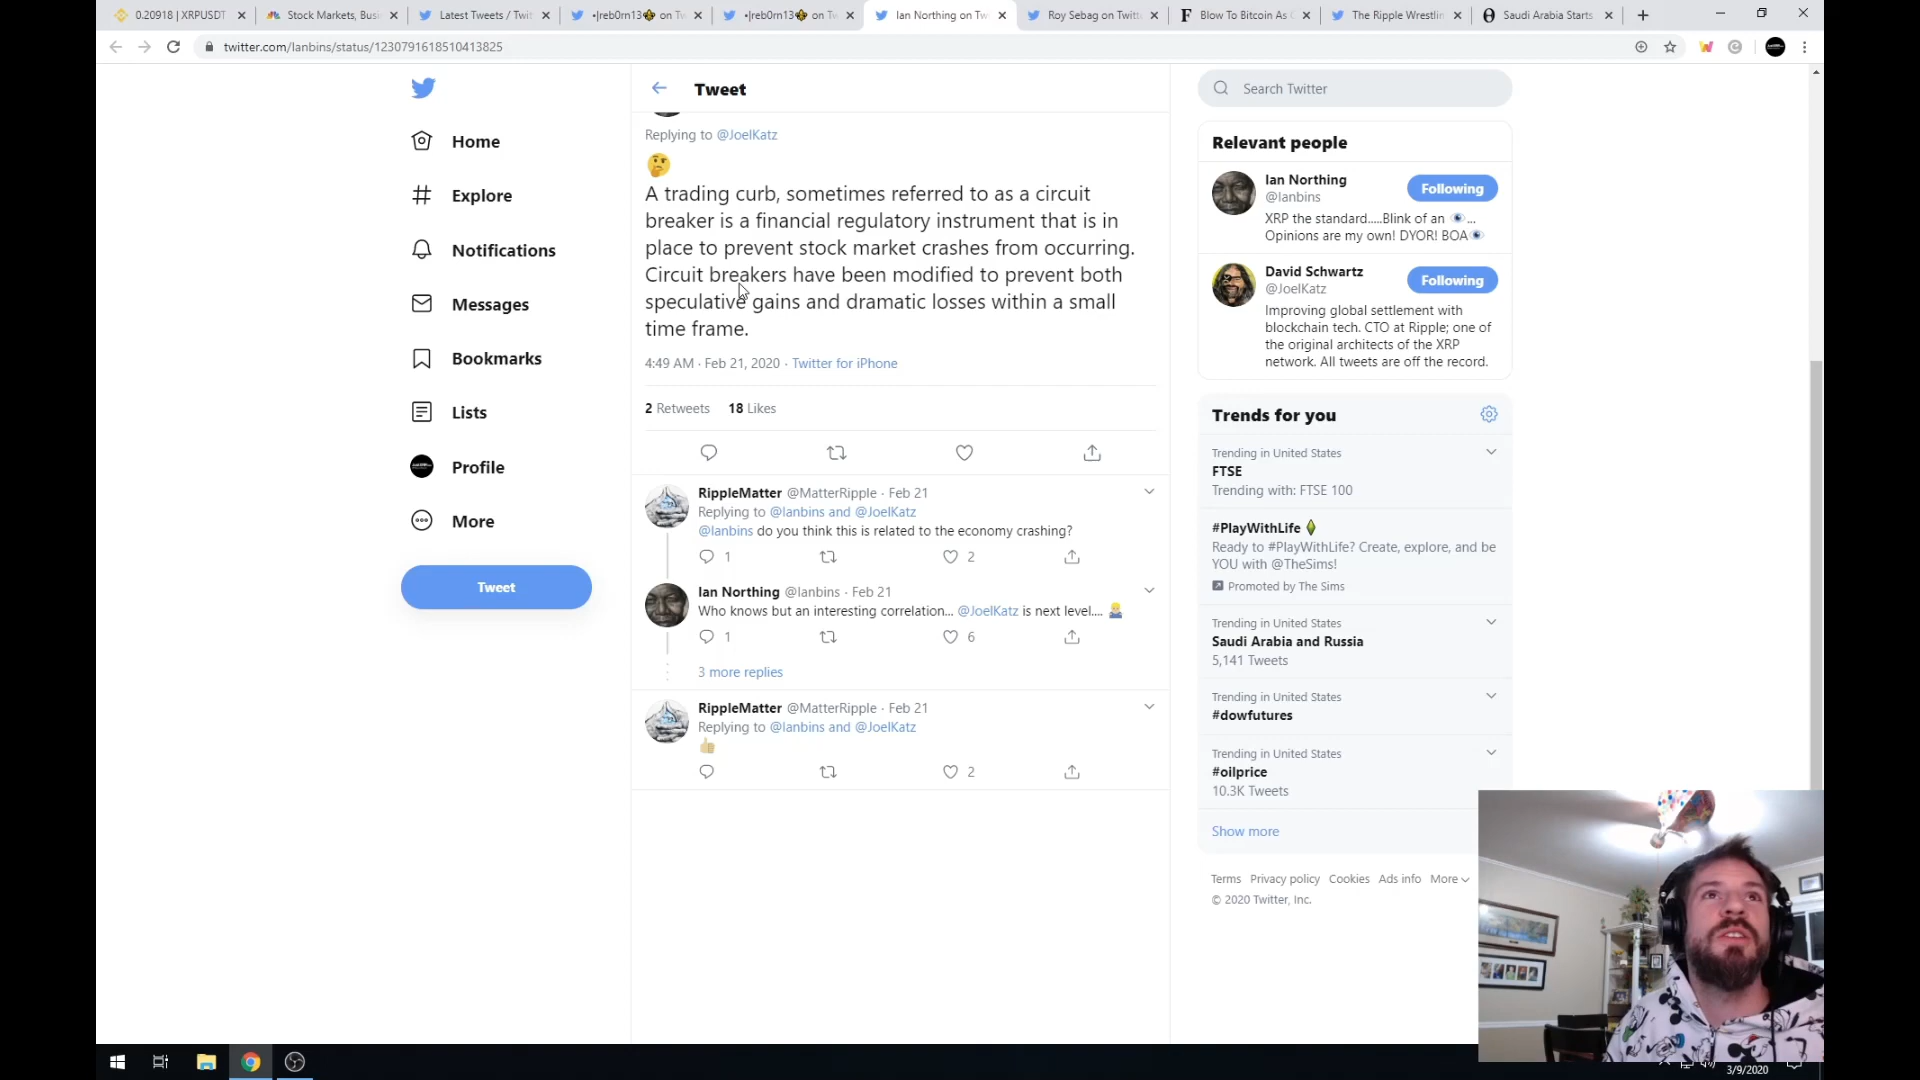 0.20918 | XRPUSDT
Stock Markets, Busi
Latest Tweets / Twit
•|reb0rn13 on Tw
•|reb0rn13 on Tw
Ian Northing on Tw
Roy Sebag on Twitt
Blow To Bitcoin As C
The Ripple Wrestlin
Saudi Arabia Starts
twitter.com/Ianbins/status/1230791618510413825
Home
Explore
Notifications
Messages
Bookmarks
Lists
Profile
More
Tweet
Tweet
Replying to @JoelKatz
🤔
A trading curb, sometimes referred to as a circuit
breaker is a financial regulatory instrument that is in
place to prevent stock market crashes from occurring.
Circuit breakers have been modified to prevent both
speculative gains and dramatic losses within a small
time frame.
4:49 AM · Feb 21, 2020 · Twitter for iPhone
2 Retweets 18 Likes
RippleMatter @MatterRipple · Feb 21
Replying to @Ianbins and @JoelKatz
@Ianbins do you think this is related to the economy crashing?
1 2
Ian Northing @Ianbins · Feb 21
Who knows but an interesting correlation... @JoelKatz is next level....
1 6
3 more replies
RippleMatter @MatterRipple · Feb 21
Replying to @Ianbins and @JoelKatz
👍
2
Search Twitter
Relevant people
Ian Northing
@Ianbins
Following
XRP the standard.....Blink of an 👁...
Opinions are my own! DYOR! BOA👁
David Schwartz
@JoelKatz
Following
Improving global settlement with
blockchain tech. CTO at Ripple; one of
the original architects of the XRP
network. All tweets are off the record.
Trends for you
Trending in United States
FTSE
Trending with: FTSE 100
#PlayWithLife
Ready to #PlayWithLife? Create, explore, and be
YOU with @TheSims!
Promoted by The Sims
Trending in United States
Saudi Arabia and Russia
5,141 Tweets
Trending in United States
#dowfutures
Trending in United States
#oilprice
10.3K Tweets
Show more
Terms Privacy policy Cookies Ads info More
© 2020 Twitter, Inc.
3/9/2020